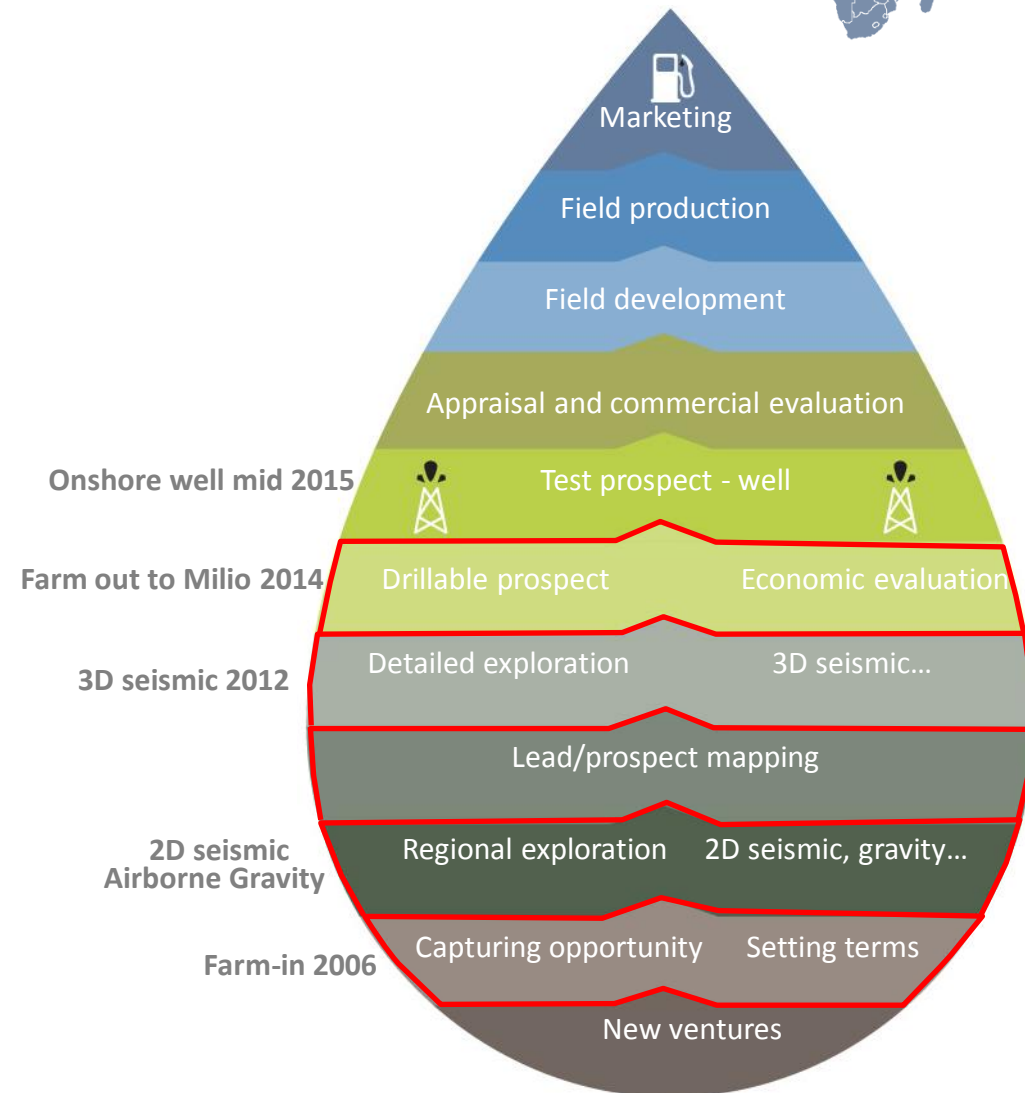 Marketing
Field production
Field development
Appraisal and commercial evaluation
Onshore well mid 2015
Test prospect - well
Farm out to Milio 2014
Drillable prospect
Economic evaluation
3D seismic 2012
Detailed exploration
3D seismic...
Lead/prospect mapping
2D seismic
Airborne Gravity
Regional exploration
2D seismic, gravity...
Farm-in 2006
Capturing opportunity
Setting terms
New ventures